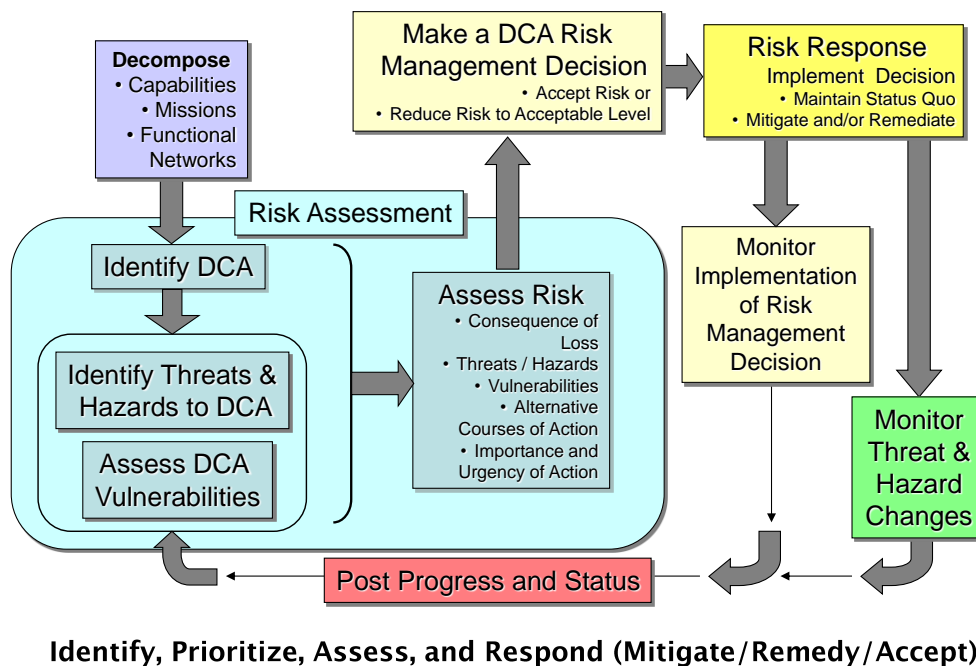 Decompose
• Capabilities
• Missions
• Functional
Networks
Make a DCA Risk
Management Decision
• Accept Risk or
• Reduce Risk to Acceptable Level
Risk Response
Implement Decision
• Maintain Status Quo
• Mitigate and/or Remediate
Risk Assessment
Identify DCA
Identify Threats &
Hazards to DCA
Assess DCA
Vulnerabilities
Assess Risk
• Consequence of
Loss
• Threats / Hazards
• Vulnerabilities
• Alternative
Courses of Action
• Importance and
Urgency of Action
Monitor
Implementation
of Risk
Management
Decision
Monitor
Threat &
Hazard
Changes
Post Progress and Status
Identify, Prioritize, Assess, and Respond (Mitigate/Remedy/Accept)